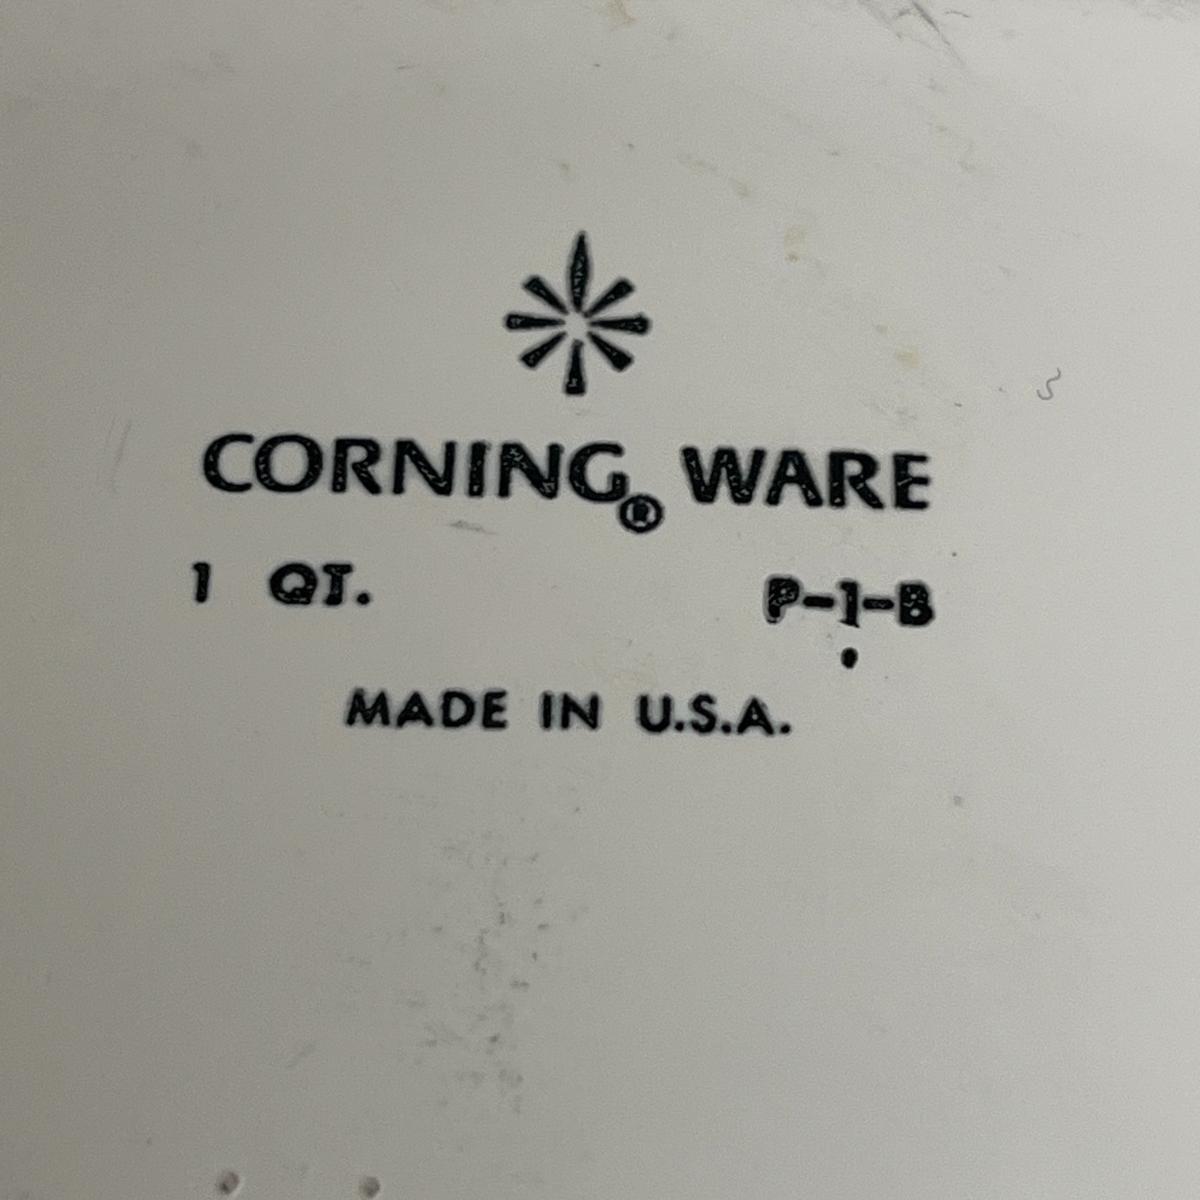 CORNING® WARE
1 QT. P-1-B
MADE IN U.S.A.